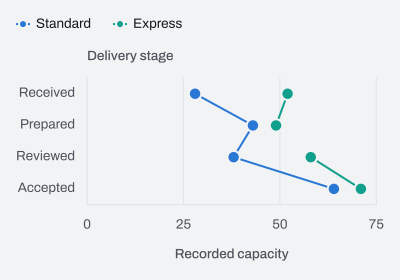 Standard Express
Delivery stage
Received
Prepared
Reviewed
Accepted
0 25 50 75
Recorded capacity